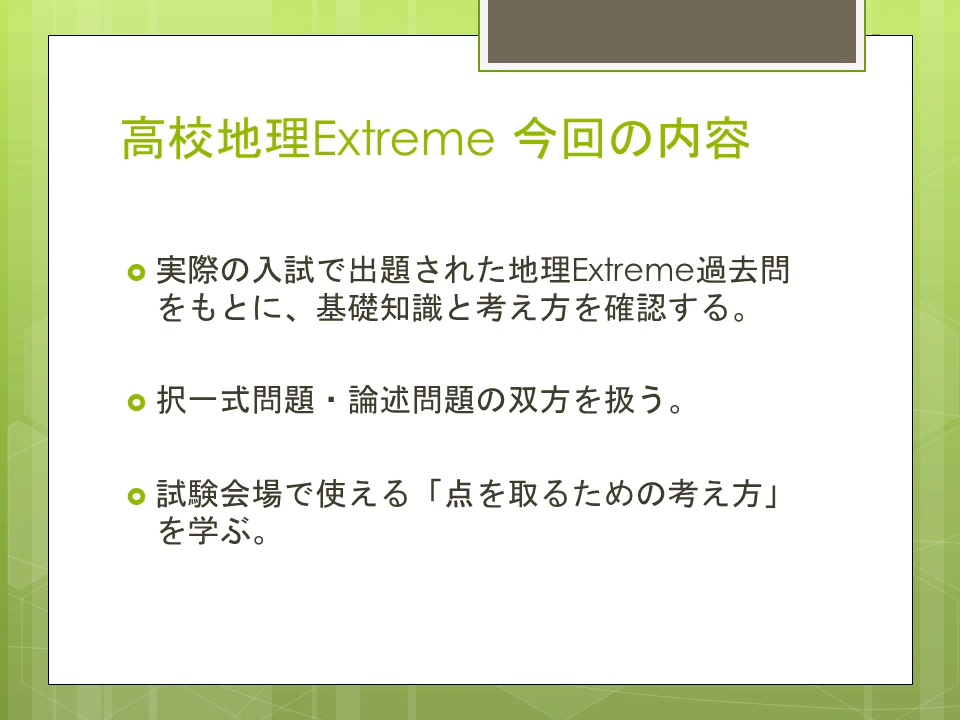 高校地理Extreme 今回の内容
実際の入試で出題された地理Extreme過去問
をもとに、基礎知識と考え方を確認する。
択一式問題・論述問題の双方を扱う。
試験会場で使える「点を取るための考え方」
を学ぶ。